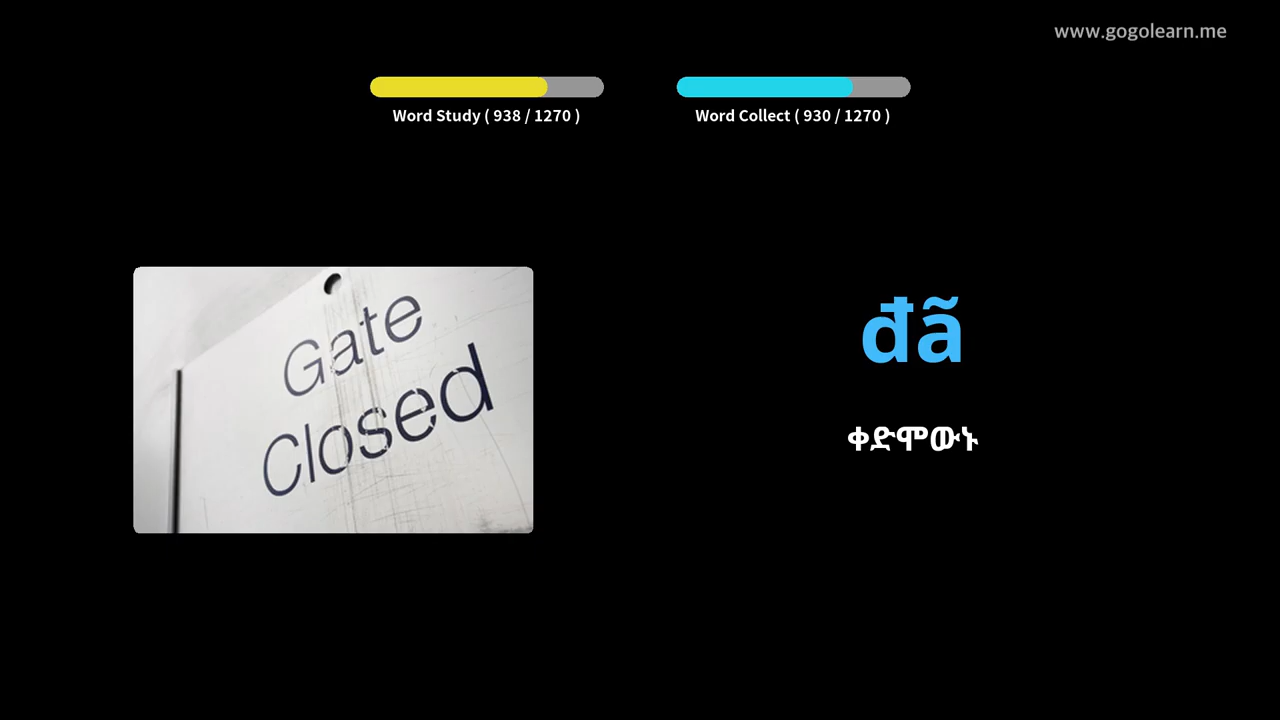 www.gogolearn.me
Word Study ( 938 / 1270 )
Word Collect ( 930 / 1270 )
Gate
Closed
đã
ቀድሞውኑ